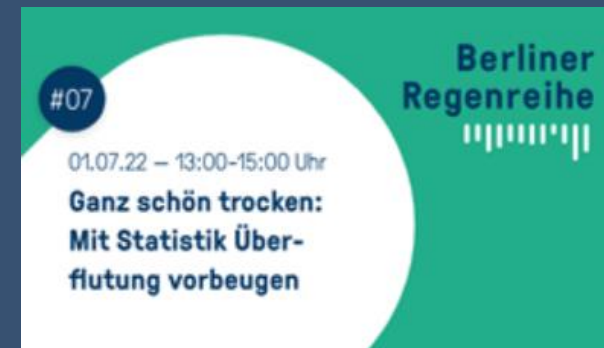 Berliner
Regenreihe
#07
01.07.22 – 13:00-15:00 Uhr
Ganz schön trocken:
Mit Statistik Über-
flutung vorbeugen